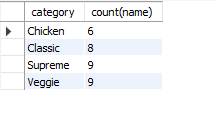 category count(name)
Chicken 6
Classic 8
Supreme 9
Veggie 9